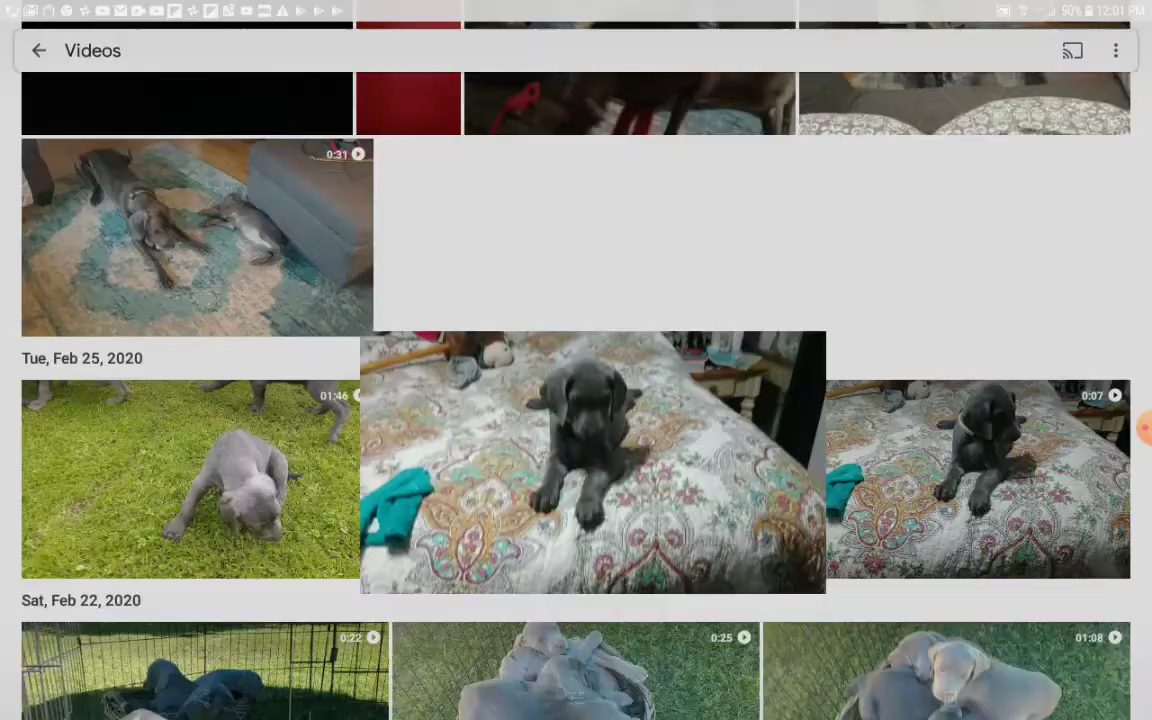 50% 12:01 PM
Videos
0:31
Tue, Feb 25, 2020
01:46
0:07
Sat, Feb 22, 2020
0:22
0:25
01:08